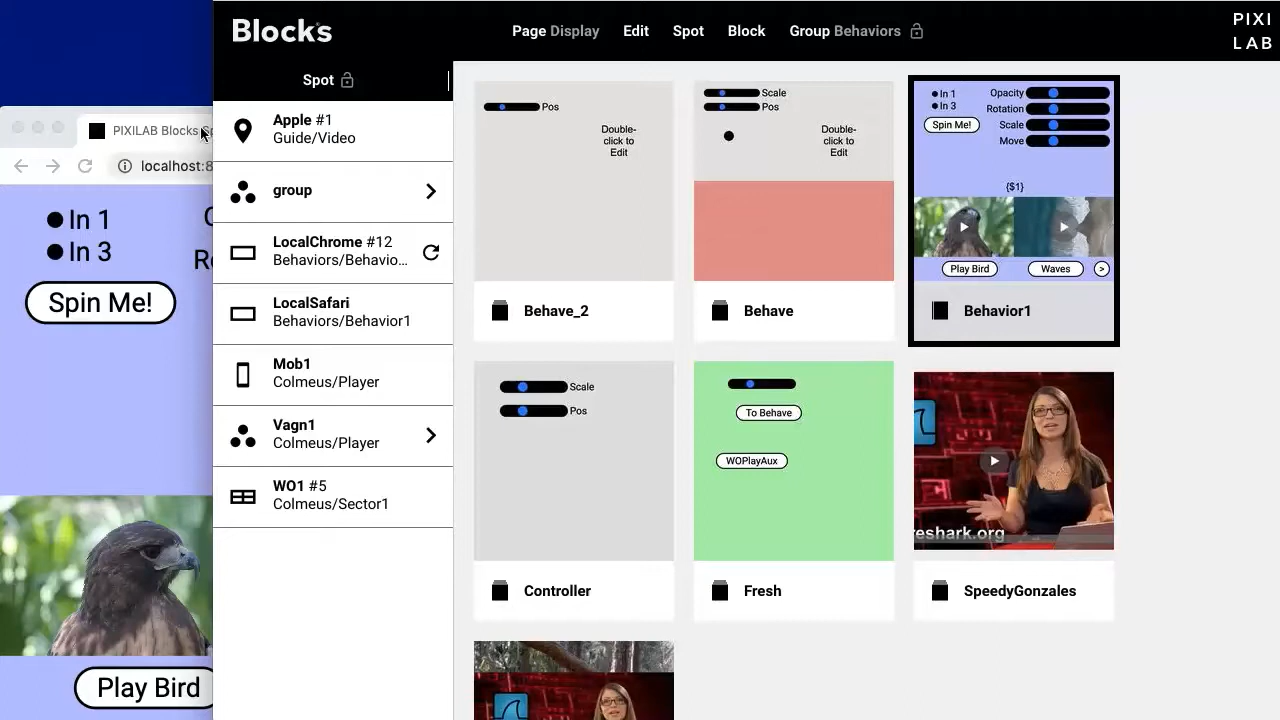 Blocks
Page Display
Edit
Spot
Block
Group Behaviors
PIXI
LAB
Spot
PIXILAB Blocks
localhost:8
In 1
In 3
Spin Me!
Play Bird
Apple #1
Guide/Video
group
LocalChrome #12
Behaviors/Behavio...
LocalSafari
Behaviors/Behavior1
Mob1
Colmeus/Player
Vagn1
Colmeus/Player
WO1 #5
Colmeus/Sector1
Pos
Double-
click to
Edit
Behave_2
Scale
Pos
Double-
click to
Edit
Behave
In 1
In 3
Spin Me!
Opacity
Rotation
Scale
Move
{$1}
Play Bird
Waves
>
Behavior1
Scale
Pos
Controller
To Behave
WOPlayAux
Fresh
reshark.org
SpeedyGonzales